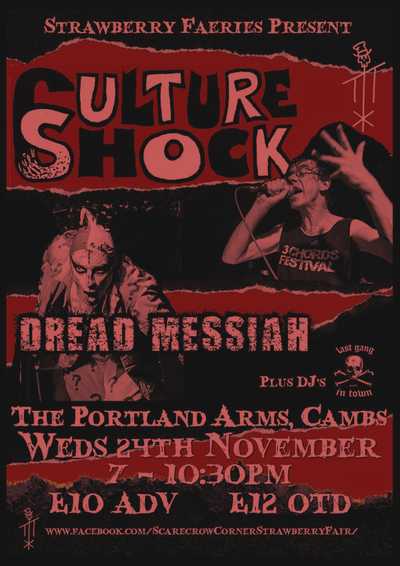 Strawberry Faeries Present
CULTURE
SHOCK
3 CHORDS
FESTIVAL
DREAD MESSIAH
Plus DJ's
last gang
in town
The Portland Arms, Cambs
Weds 24th November
7 – 10:30pm
£10 ADV £12 OTD
www.facebook.com/ScarecrowCornerStrawberryFair/